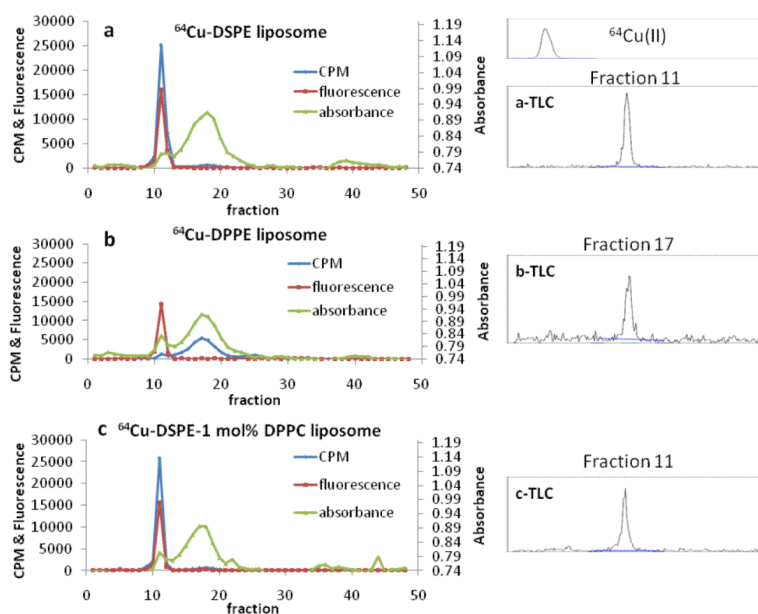 a
⁶⁴Cu-DSPE liposome
CPM & Fluorescence
30000
25000
20000
15000
10000
5000
0
CPM
fluorescence
absorbance
1.19
1.14
1.09
1.04
0.99
0.94
0.89
0.84
0.79
0.74
Absorbance
0 10 20 30 40 50
fraction
⁶⁴Cu(II)
Fraction 11
a-TLC
b
⁶⁴Cu-DPPE liposome
CPM & Fluorescence
30000
25000
20000
15000
10000
5000
0
CPM
fluorescence
absorbance
1.19
1.14
1.09
1.04
0.99
0.94
0.89
0.84
0.79
0.74
Absorbance
0 10 20 30 40 50
fraction
Fraction 17
b-TLC
c ⁶⁴Cu-DSPE-1 mol% DPPC liposome
CPM & Fluorescence
30000
25000
20000
15000
10000
5000
0
CPM
fluorescence
absorbance
1.19
1.14
1.09
1.04
0.99
0.94
0.89
0.84
0.79
0.74
Absorbance
0 10 20 30 40 50
fraction
Fraction 11
c-TLC